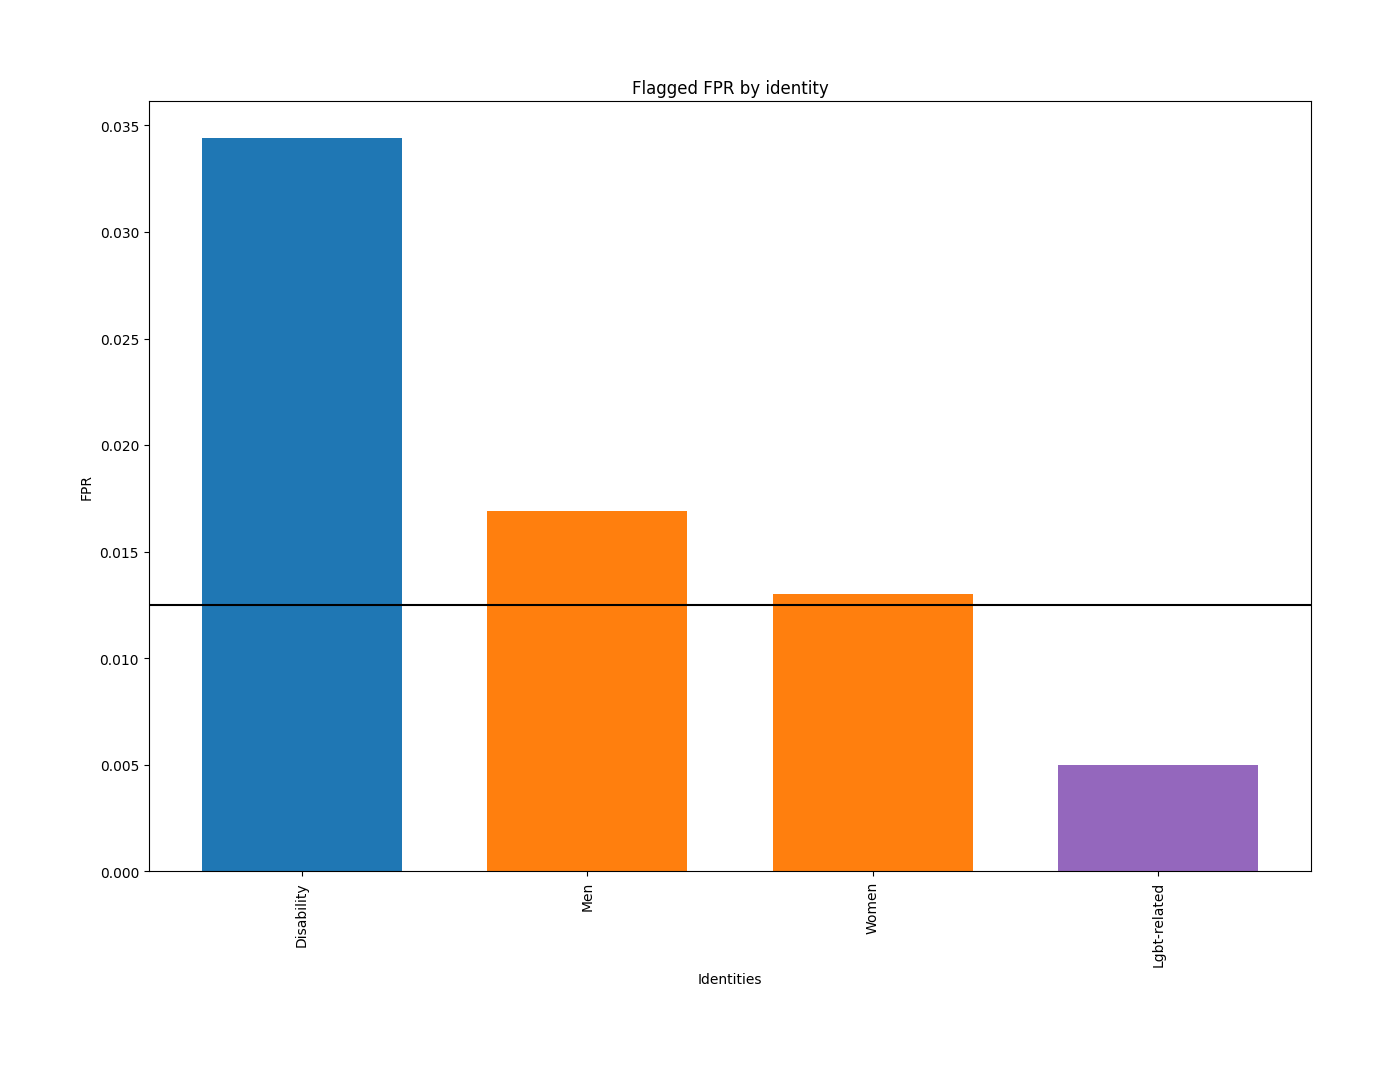 Flagged FPR by identity
0.035
0.030
0.025
0.020
0.015
0.010
0.005
0.000
FPR
Disability
Men
Women
Lgbt-related
Identities